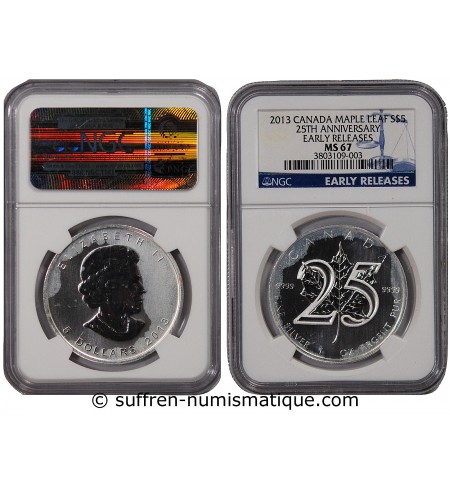 NGC
ELIZABETH II
5 DOLLARS 2013
2013 CANADA MAPLE LEAF S$5
25TH ANNIVERSARY
EARLY RELEASES
MS 67
3803109-003
NGC EARLY RELEASES
CANADA
9999 25 9999
FINE SILVER OZ ARGENT PUR
© suffren-numismatique.com